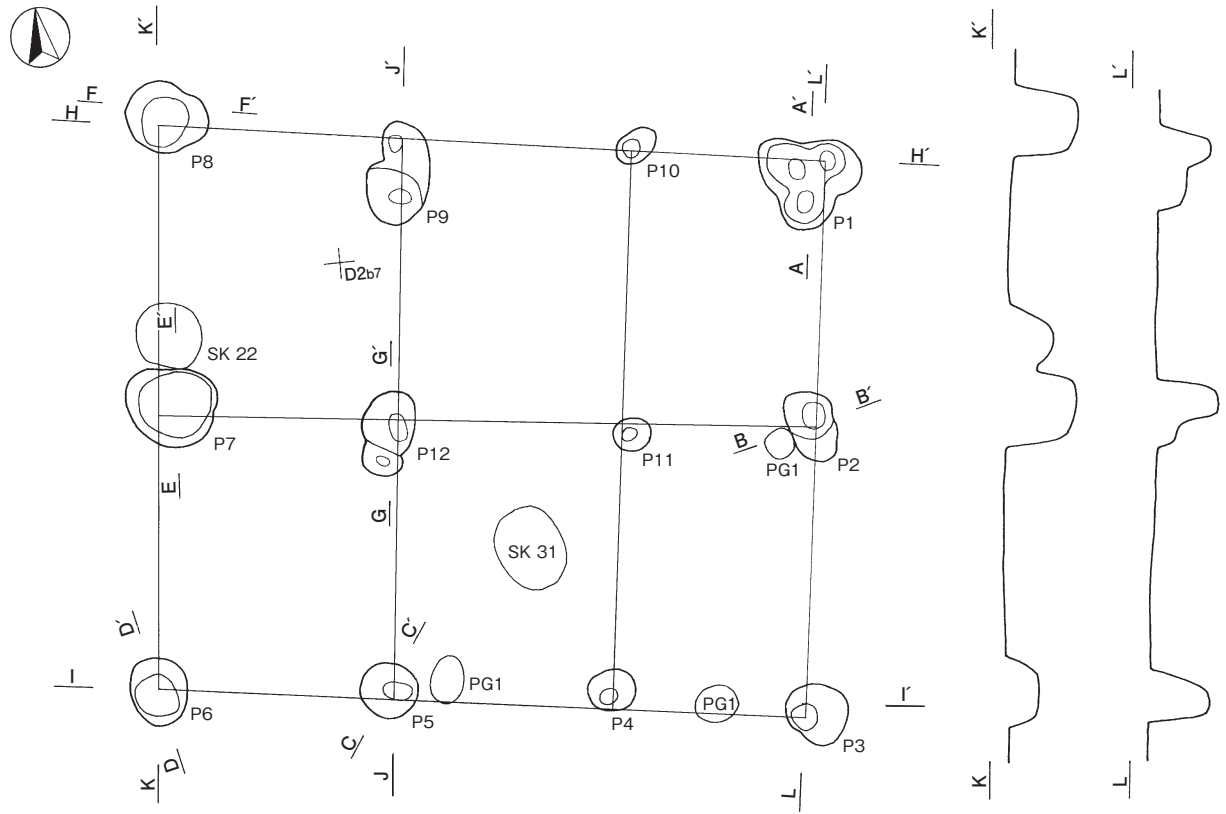 K´
J´
L´
A´
K´
L´
F
F´
H
H´
P8
P9
P10
P1
A
D2b7
E´
SK 22
G´
P7
P12
P11
B
B´
PG1
P2
E
G
SK 31
D´
C´
I
I´
P6
P5
PG1
P4
PG1
P3
D
C
K
J
L
K
L